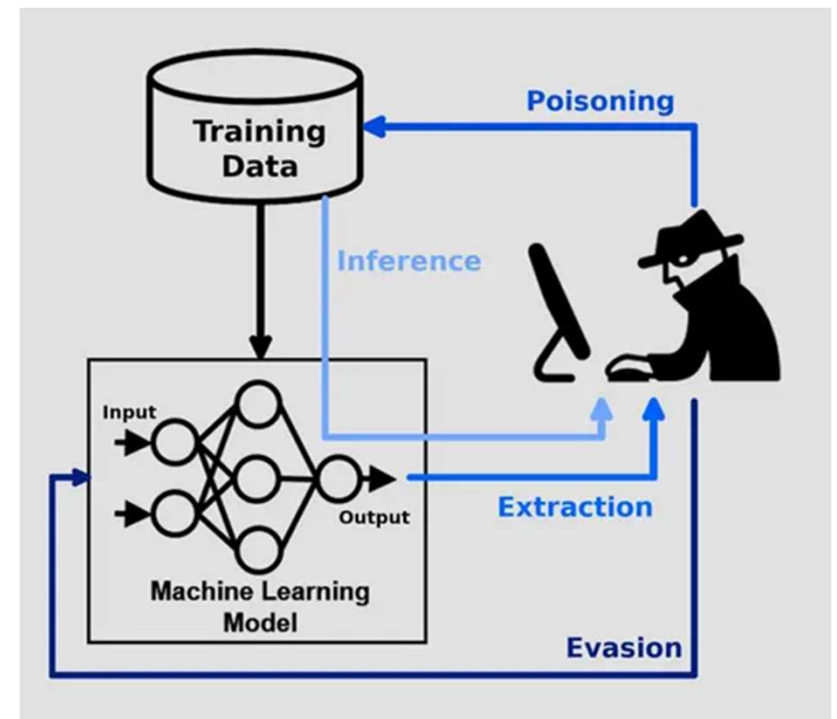 Poisoning
Training
Data
Inference
Input
Output
Extraction
Machine Learning
Model
Evasion